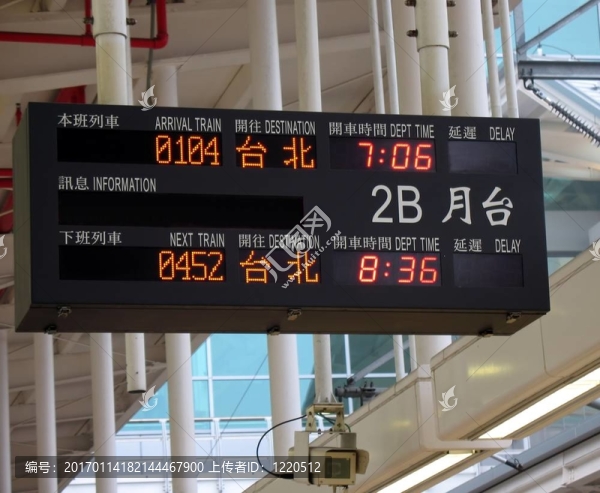 本班列車 ARRIVAL TRAIN 開往 DESTINATION 開車時間 DEPT TIME 延遲 DELAY
0104 台北 7:06
訊息 INFORMATION
2B 月台
下班列車 NEXT TRAIN 開往 DESTINATION 開車時間 DEPT TIME 延遲 DELAY
0452 台北 8:36
汇图网
编号:20170114182144467900 上传者ID:1220512